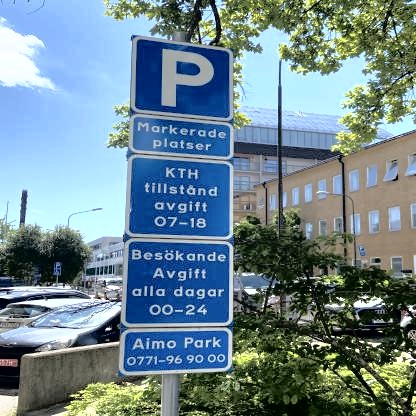 P
Markerade
platser
KTH
tillstånd
avgift
07-18
Besökande
Avgift
alla dagar
00-24
Aimo Park
0771-96 90 00